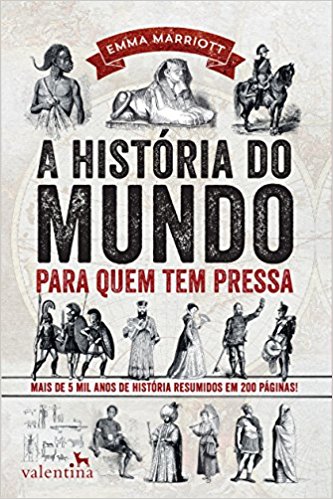 EMMA MARRIOTT
A HISTÓRIA DO
MUNDO
PARA QUEM TEM PRESSA
MAIS DE 5 MIL ANOS DE HISTÓRIA RESUMIDOS EM 200 PÁGINAS!
valentina